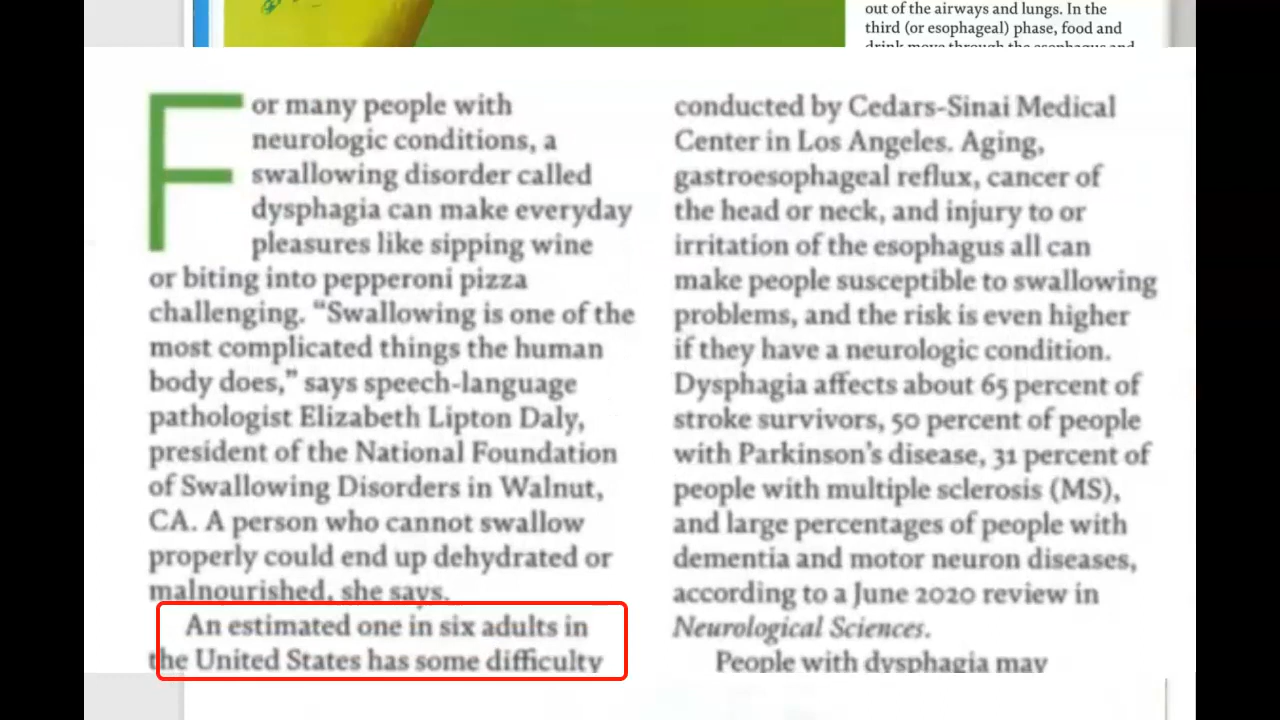 out of the airways and lungs. In the
third (or esophageal) phase, food and
drink move through the esophagus and
For many people with
neurologic conditions, a
swallowing disorder called
dysphagia can make everyday
pleasures like sipping wine
or biting into pepperoni pizza
challenging. “Swallowing is one of the
most complicated things the human
body does,” says speech-language
pathologist Elizabeth Lipton Daly,
president of the National Foundation
of Swallowing Disorders in Walnut,
CA. A person who cannot swallow
properly could end up dehydrated or
malnourished, she says.
An estimated one in six adults in
the United States has some difficulty
conducted by Cedars-Sinai Medical
Center in Los Angeles. Aging,
gastroesophageal reflux, cancer of
the head or neck, and injury to or
irritation of the esophagus all can
make people susceptible to swallowing
problems, and the risk is even higher
if they have a neurologic condition.
Dysphagia affects about 65 percent of
stroke survivors, 50 percent of people
with Parkinson’s disease, 31 percent of
people with multiple sclerosis (MS),
and large percentages of people with
dementia and motor neuron diseases,
according to a June 2020 review in
Neurological Sciences.
People with dysphagia may